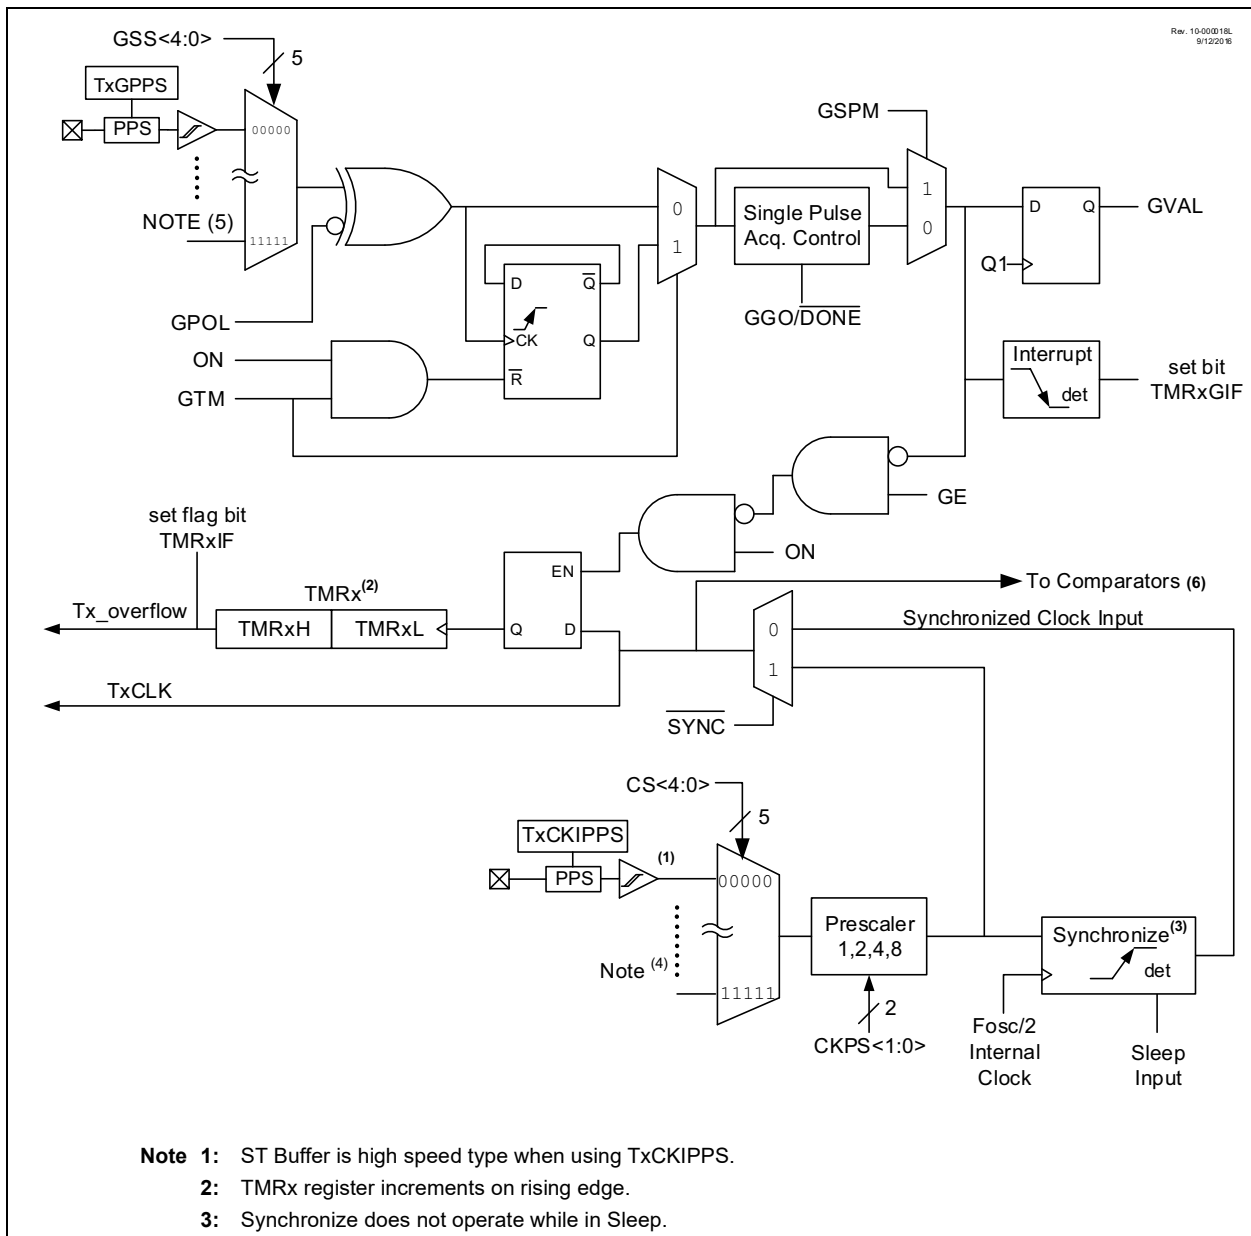 Rev. 10-000018L
9/12/2016
GSS<4:0>
5
TxGPPS
PPS
00000
NOTE (5)
11111
GPOL
ON
GTM
D
Q
CK
Q
R
0
1
Single Pulse
Acq. Control
GGO/DONE
GSPM
1
0
D
Q
Q1
GVAL
Interrupt
det
set bit
TMRxGIF
GE
ON
set flag bit
TMRxIF
Tx_overflow
TMRx(2)
TMRxH
TMRxL
EN
Q
D
TxCLK
To Comparators (6)
0
1
Synchronized Clock Input
SYNC
CS<4:0>
5
TxCKIPPS
PPS
(1)
00000
Note (4)
11111
Prescaler
1,2,4,8
2
CKPS<1:0>
Synchronize(3)
det
Fosc/2
Internal
Clock
Sleep
Input
Note 1: ST Buffer is high speed type when using TxCKIPPS.
2: TMRx register increments on rising edge.
3: Synchronize does not operate while in Sleep.